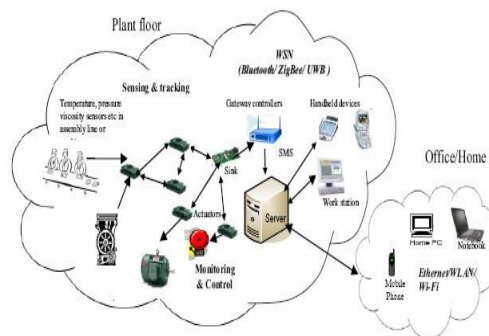 Plant floor
WSN
(Bluetooth/ ZigBee/ UWB )
Sensing & tracking
Temperature, pressure
viscosity sensors etc in
assembly line or
Gateway controllers
Handheld devices
SMS
Sink
Work station
Server
Actuators
Monitoring
& Control
Office/Home
Home PC
Notebook
Mobile
Phone
Ethernet/WLAN/
Wi-Fi